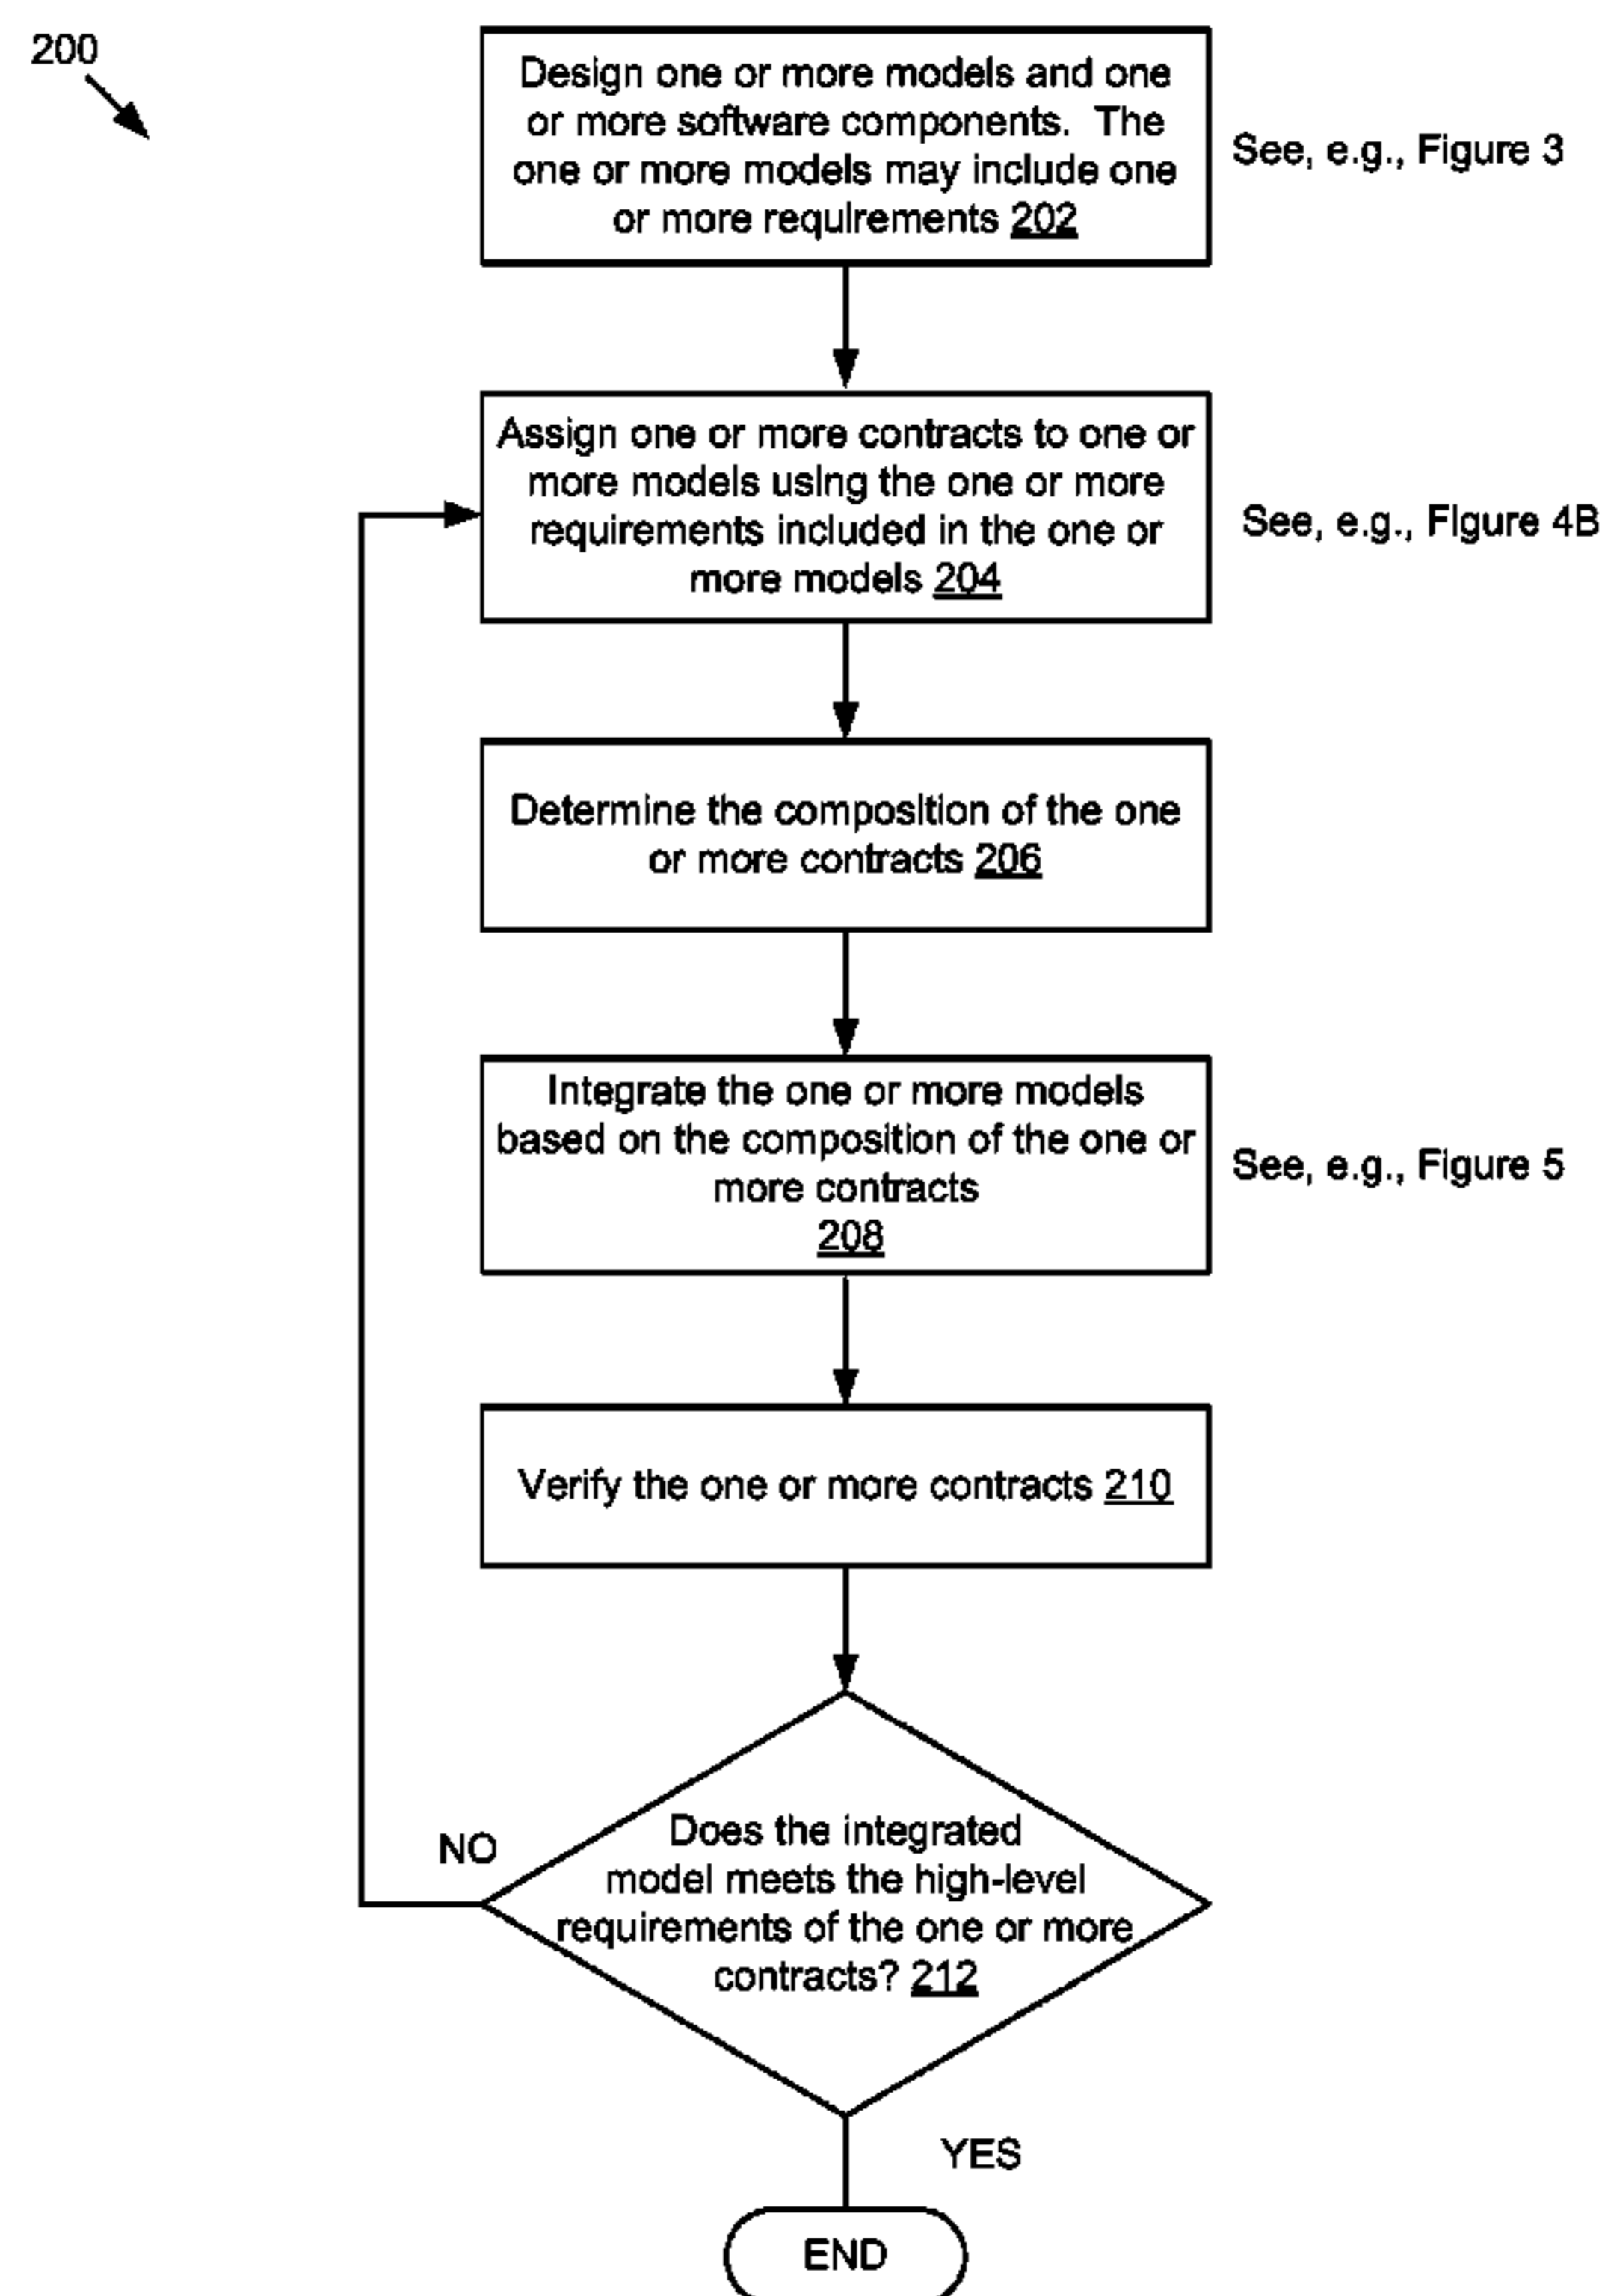 200
Design one or more models and one
or more software components. The
one or more models may include one
or more requirements 202
See, e.g., Figure 3
Assign one or more contracts to one or
more models using the one or more
requirements included in the one or
more models 204
See, e.g., Figure 4B
Determine the composition of the one
or more contracts 206
Integrate the one or more models
based on the composition of the one or
more contracts
208
See, e.g., Figure 5
Verify the one or more contracts 210
Does the integrated
model meets the high-level
requirements of the one or more
contracts? 212
NO
YES
END